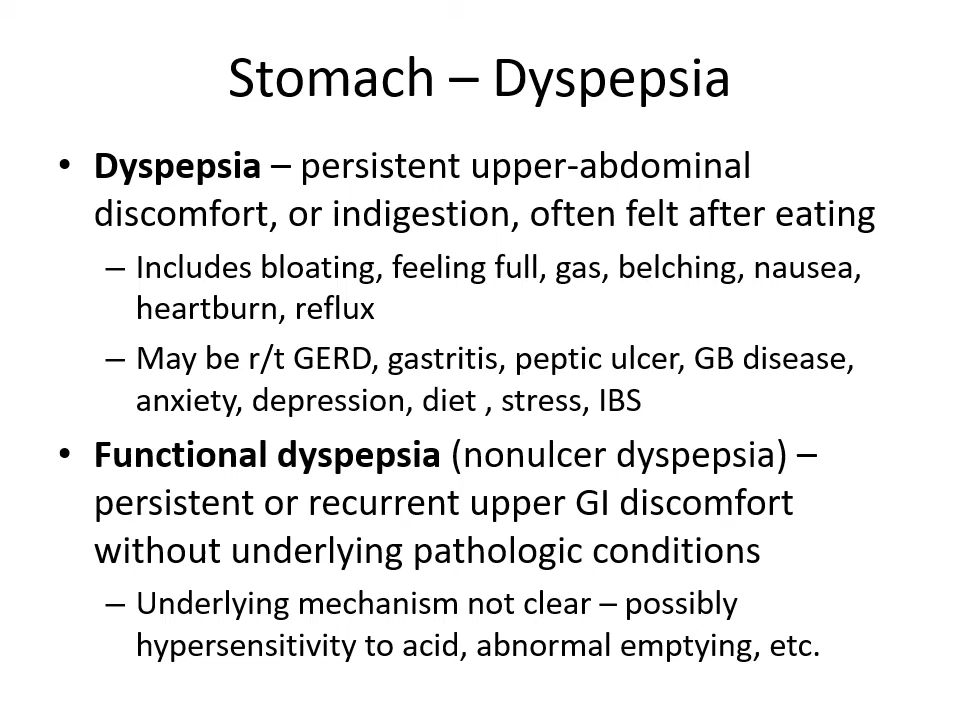 Stomach – Dyspepsia
• Dyspepsia – persistent upper-abdominal
discomfort, or indigestion, often felt after eating
– Includes bloating, feeling full, gas, belching, nausea,
heartburn, reflux
– May be r/t GERD, gastritis, peptic ulcer, GB disease,
anxiety, depression, diet , stress, IBS
• Functional dyspepsia (nonulcer dyspepsia) –
persistent or recurrent upper GI discomfort
without underlying pathologic conditions
– Underlying mechanism not clear – possibly
hypersensitivity to acid, abnormal emptying, etc.